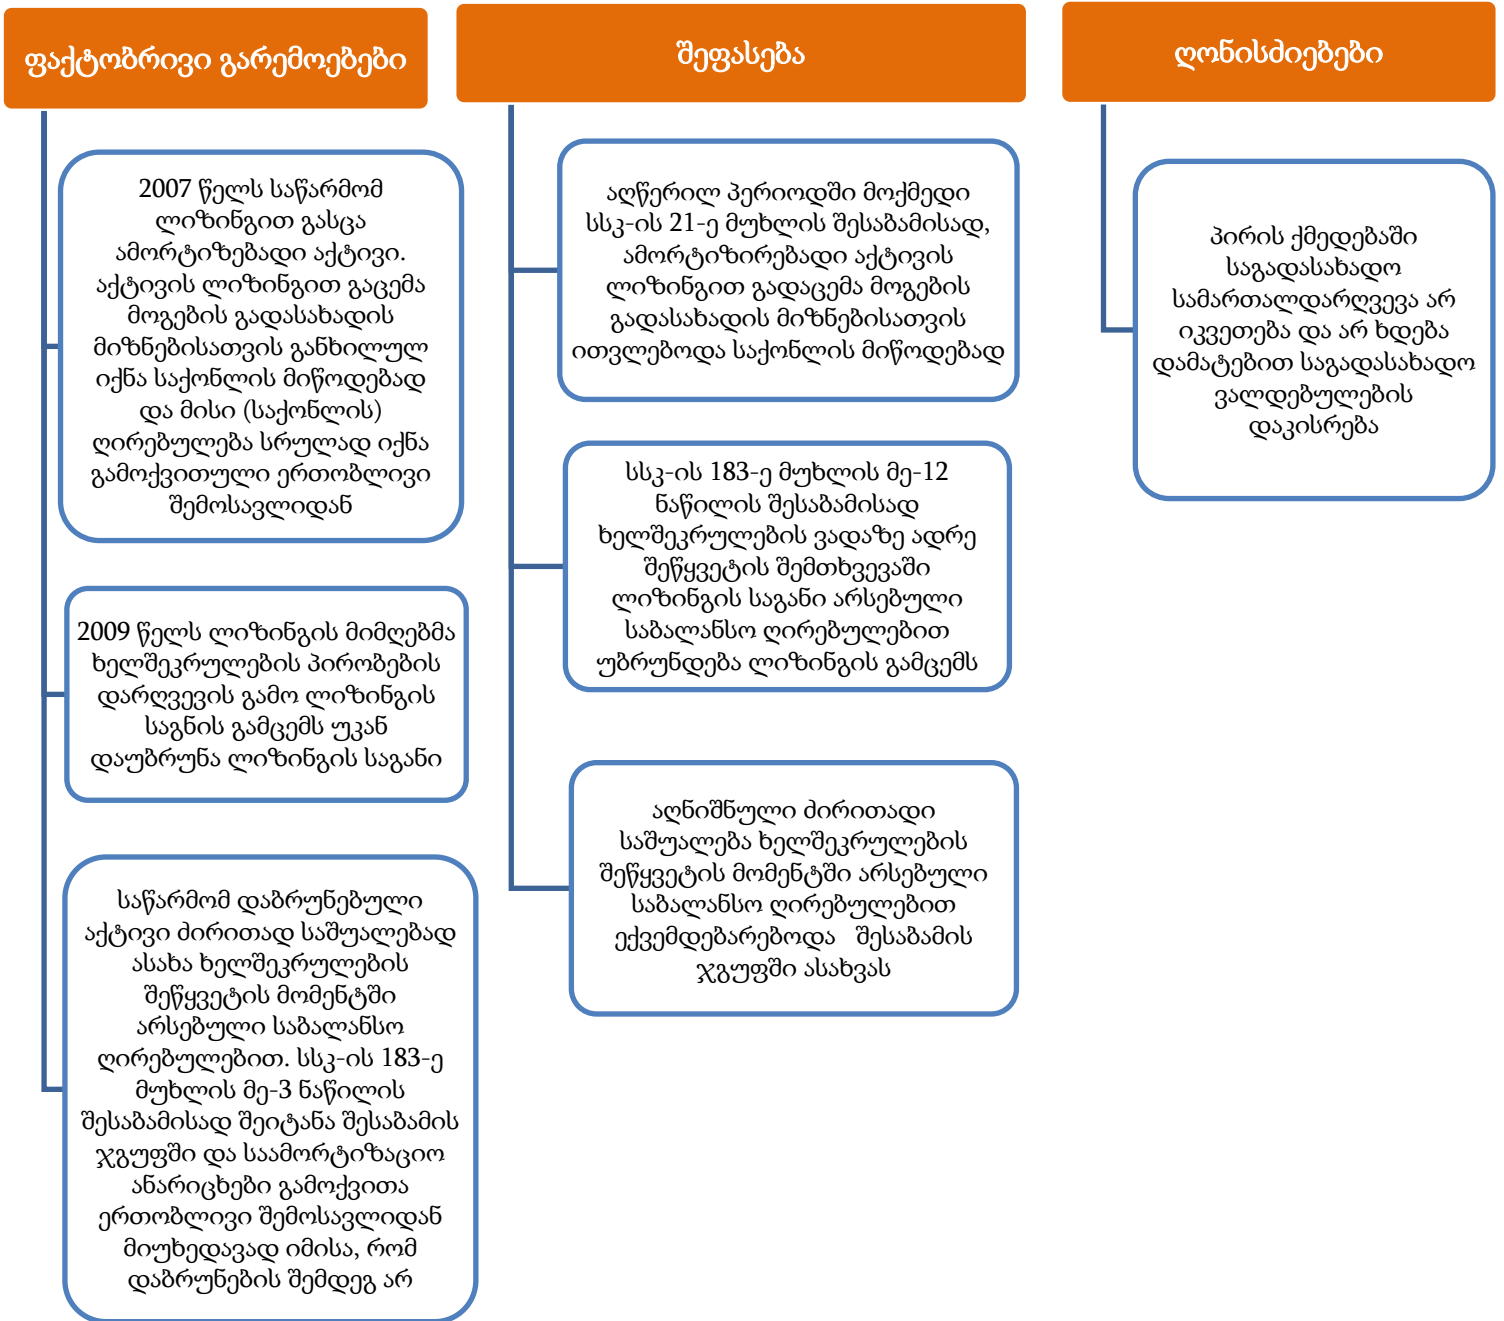 ფაქტობრივი გარემოებები
2007 წელს საწარმომ
ლიზინგით გასცა
ამორტიზებადი აქტივი.
აქტივის ლიზინგით გაცემა
მოგების გადასახადის
მიზნებისათვის განხილულ
იქნა საქონლის მიწოდებად
და მისი (საქონლის)
ღირებულება სრულად იქნა
გამოქვითული ერთობლივი
შემოსავლიდან
2009 წელს ლიზინგის მიმღებმა
ხელშეკრულების პირობების
დარღვევის გამო ლიზინგის
საგნის გამცემს უკან
დაუბრუნა ლიზინგის საგანი
საწარმომ დაბრუნებული
აქტივი ძირითად საშუალებად
ასახა ხელშეკრულების
შეწყვეტის მომენტში
არსებული საბალანსო
ღირებულებით. სსკ-ის 183-ე
მუხლის მე-3 ნაწილის
შესაბამისად შეიტანა შესაბამის
ჯგუფში და საამორტიზაციო
ანარიცხები გამოქვითა
ერთობლივი შემოსავლიდან
მიუხედავად იმისა, რომ
დაბრუნების შემდეგ არ
შეფასება
აღწერილ პერიოდში მოქმედი
სსკ-ის 21-ე მუხლის შესაბამისად,
ამორტიზირებადი აქტივის
ლიზინგით გადაცემა მოგების
გადასახადის მიზნებისათვის
ითვლებოდა საქონლის მიწოდებად
სსკ-ის 183-ე მუხლის მე-12
ნაწილის შესაბამისად
ხელშეკრულების ვადაზე ადრე
შეწყვეტის შემთხვევაში
ლიზინგის საგანი არსებული
საბალანსო ღირებულებით
უბრუნდება ლიზინგის გამცემს
აღნიშნული ძირითადი
საშუალება ხელშეკრულების
შეწყვეტის მომენტში არსებული
საბალანსო ღირებულებით
ექვემდებარებოდა შესაბამის
ჯგუფში ასახვას
ღონისძიებები
პირის ქმედებაში
საგადასახადო
სამართალდარღვევა არ
იკვეთება და არ ხდება
დამატებით საგადასახადო
ვალდებულების
დაკისრება